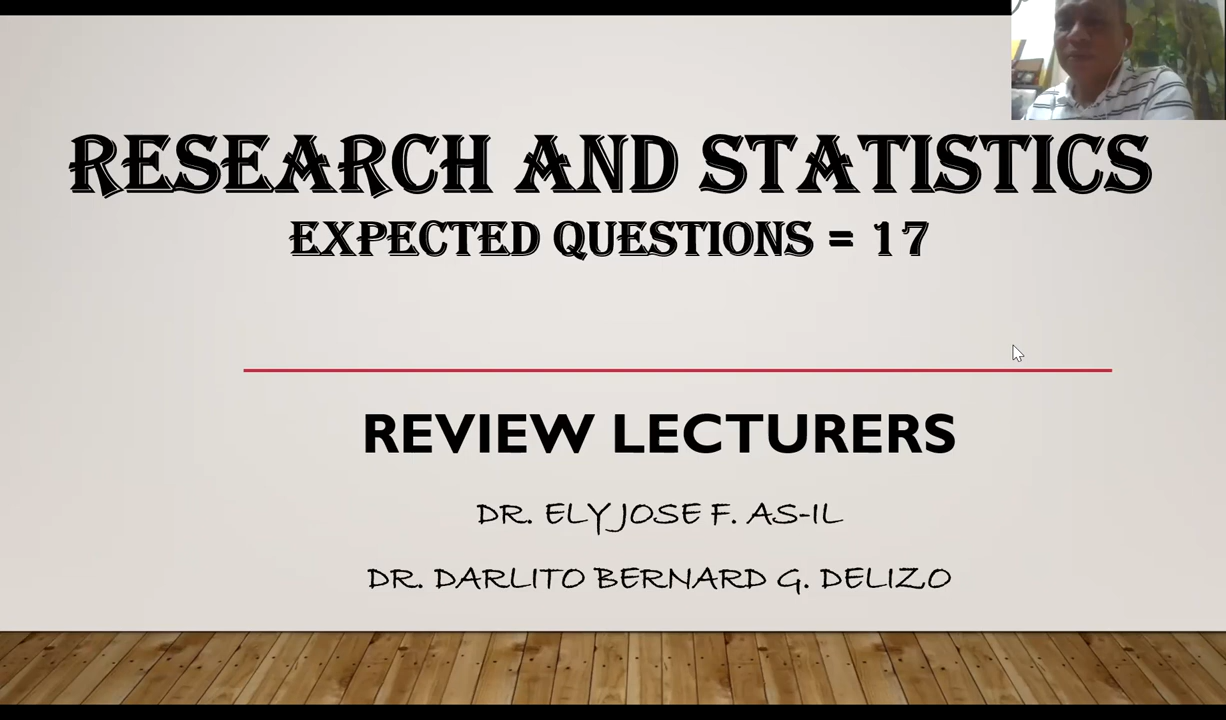 RESEARCH AND STATISTICS
EXPECTED QUESTIONS = 17
REVIEW LECTURERS
DR. ELY JOSE F. AS-IL
DR. DARLITO BERNARD G. DELIZO